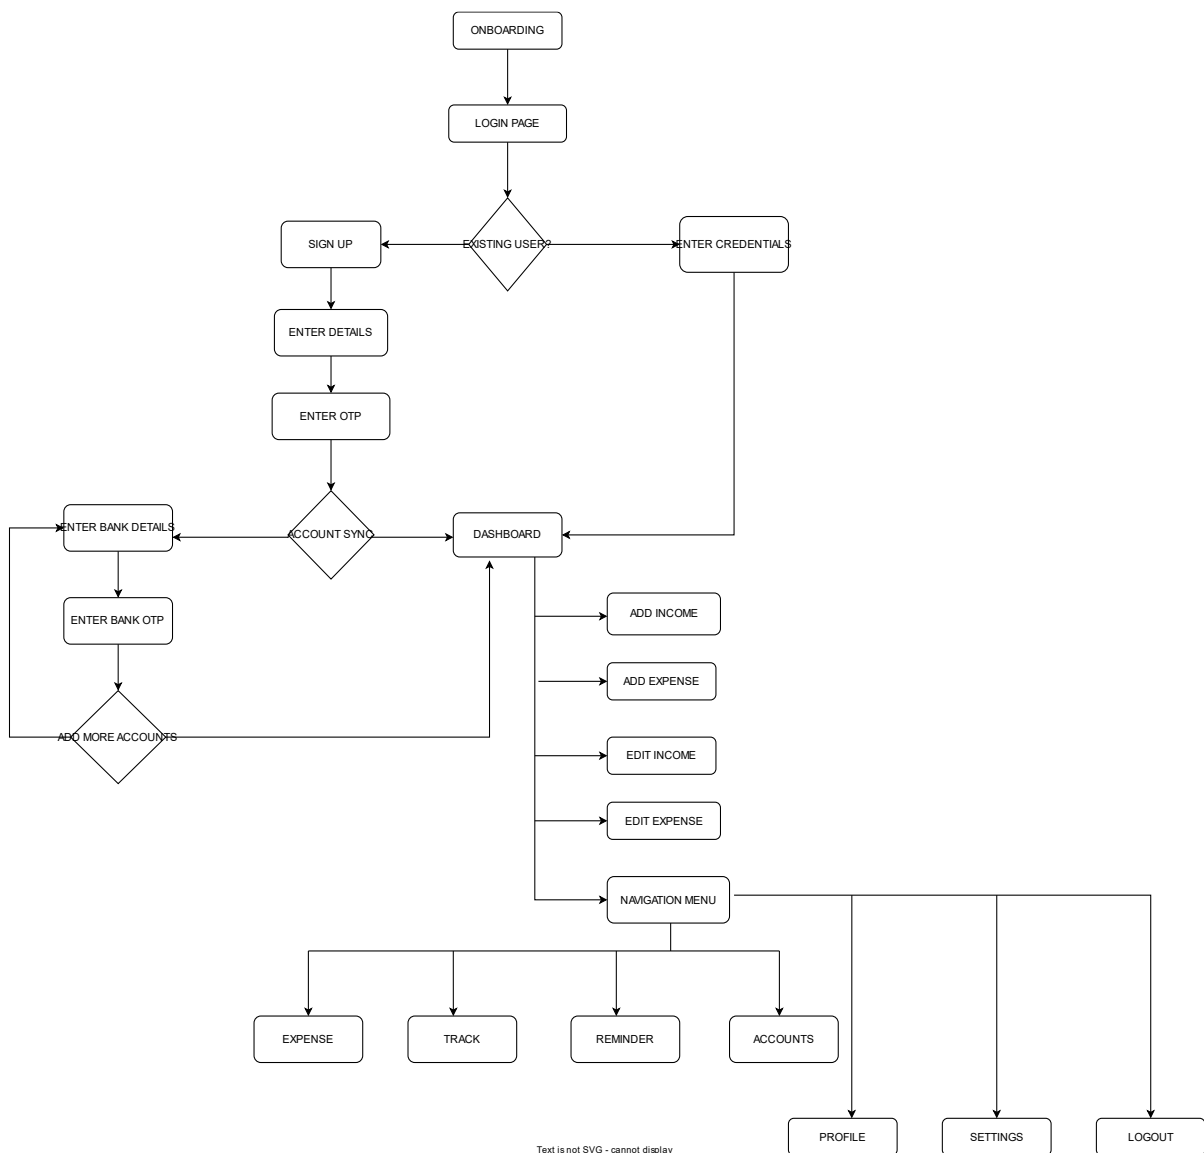 ONBOARDING
LOGIN PAGE
SIGN UP
EXISTING USER?
ENTER CREDENTIALS
ENTER DETAILS
ENTER OTP
ENTER BANK DETAILS
ACCOUNT SYNC
DASHBOARD
ENTER BANK OTP
ADD INCOME
ADD EXPENSE
ADD MORE ACCOUNTS
EDIT INCOME
EDIT EXPENSE
NAVIGATION MENU
EXPENSE
TRACK
REMINDER
ACCOUNTS
PROFILE
SETTINGS
LOGOUT
Text is not SVG - cannot display